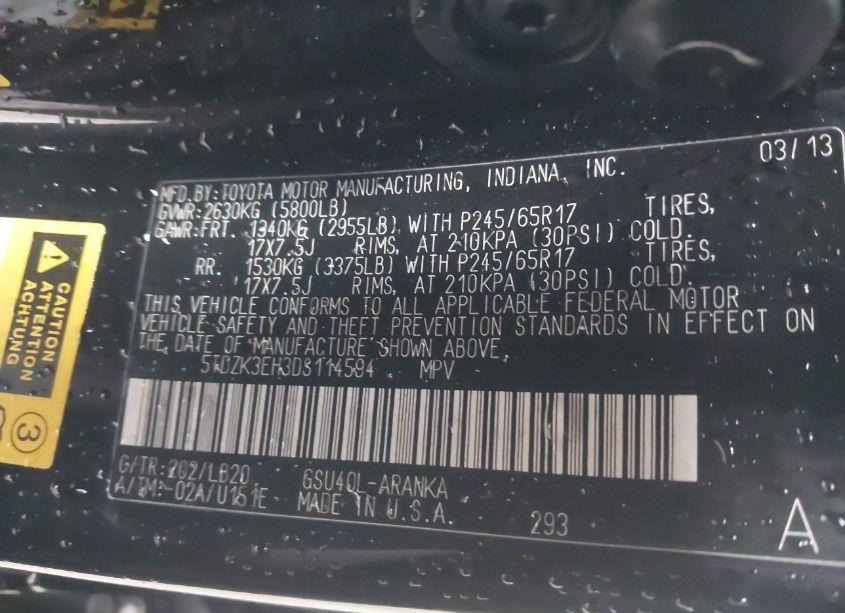 03/13
MFD.BY:TOYOTA MOTOR MANUFACTURING, INDIANA, INC.
GVWR:2630KG (5800LB)
GAWR:FRT. 1340KG (2955LB) WITH P245/65R17 TIRES,
17X7.5J RIMS, AT 210KPA (30PSI) COLD.
RR. 1530KG (3375LB) WITH P245/65R17 TIRES,
17X7.5J RIMS, AT 210KPA (30PSI) COLD.
THIS VEHICLE CONFORMS TO ALL APPLICABLE FEDERAL MOTOR
VEHICLE SAFETY AND THEFT PREVENTION STANDARDS IN EFFECT ON
THE DATE OF MANUFACTURE SHOWN ABOVE.
5TDZK3EH3DS114594 MPV
C/TR:202/LB20 GSU40L-ARANKA
A/TM:-02A/U151E MADE IN U.S.A. 293
A
CAUTION
ATTENTION
ACHTUNG
3